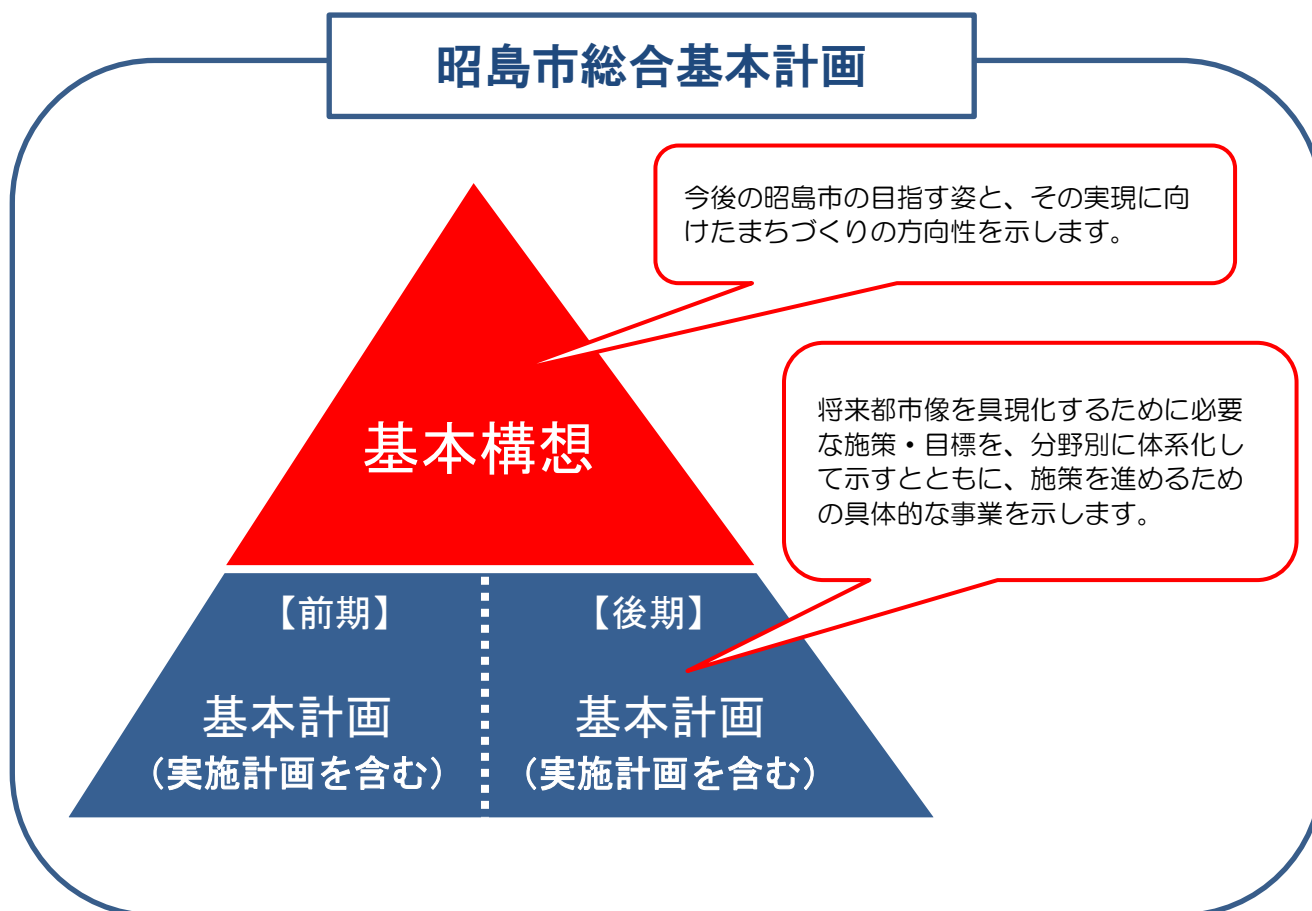 昭島市総合基本計画
今後の昭島市の目指す姿と、その実現に向
けたまちづくりの方向性を示します。
基本構想
将来都市像を具現化するために必要
な施策・目標を、分野別に体系化し
て示すとともに、施策を進めるため
の具体的な事業を示します。
【前期】
基本計画
（実施計画を含む）
【後期】
基本計画
（実施計画を含む）